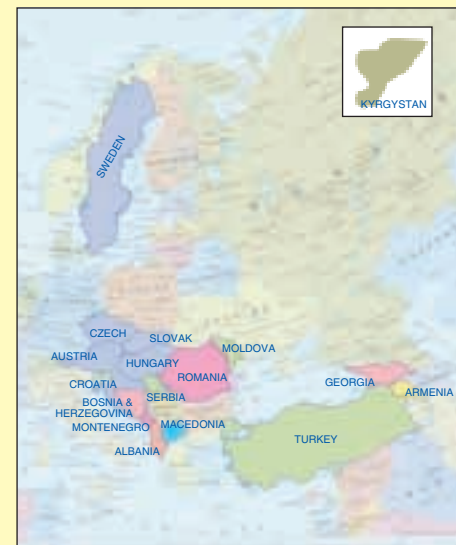 KYRGYSTAN
SWEDEN
CZECH
SLOVAK
MOLDOVA
AUSTRIA
HUNGARY
ROMANIA
CROATIA
SERBIA
GEORGIA
ARMENIA
BOSNIA &
HERZEGOVINA
MONTENEGRO
MACEDONIA
TURKEY
ALBANIA